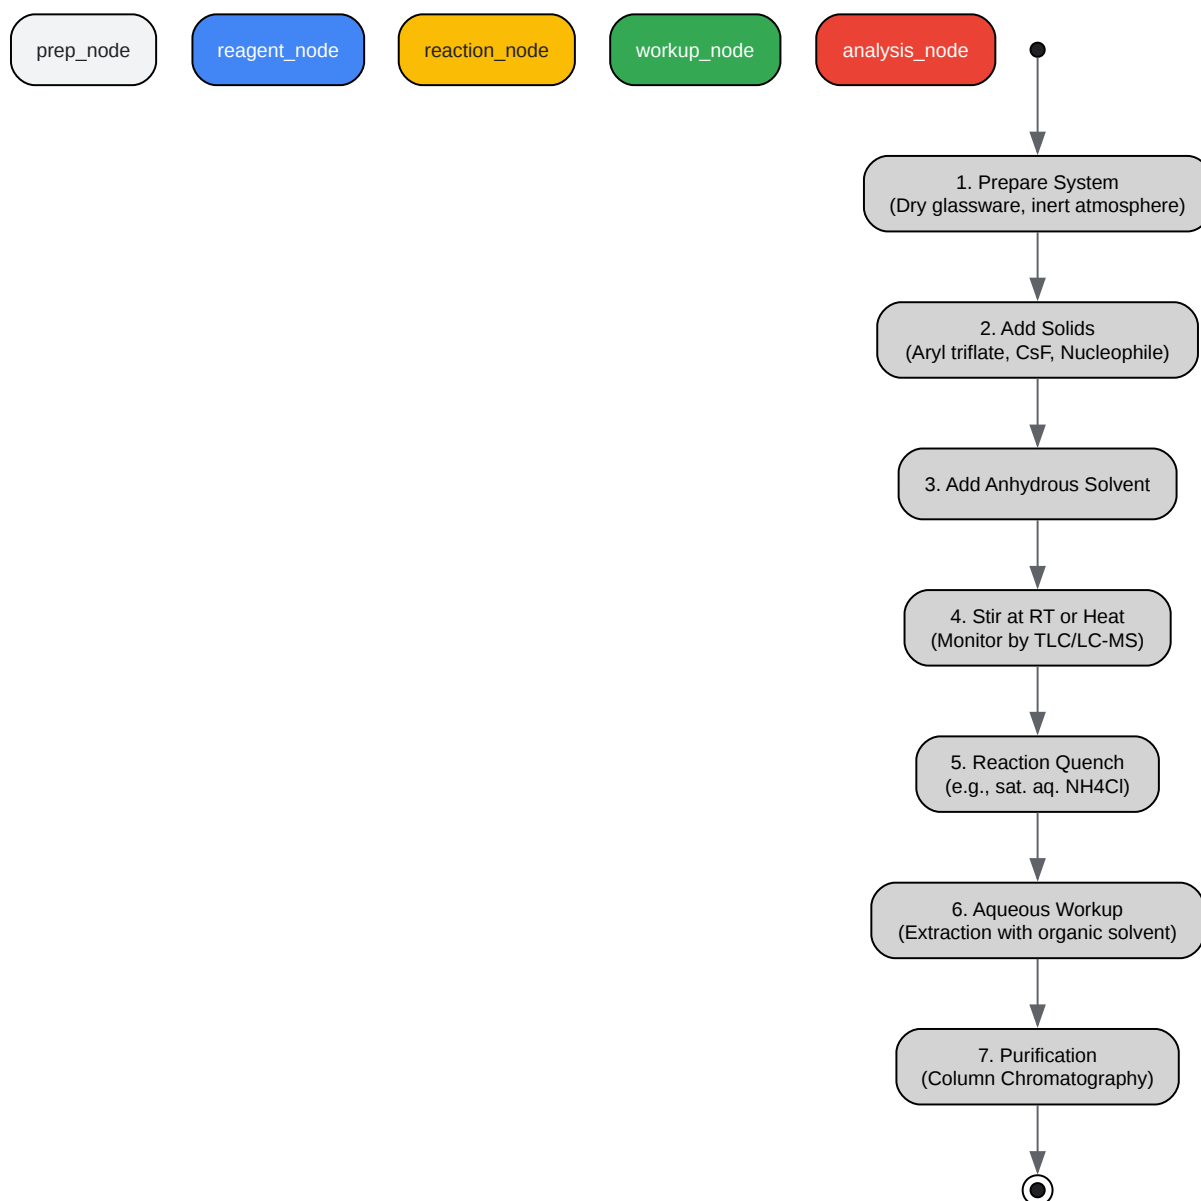 prep_node
reagent_node
reaction_node
workup_node
analysis_node
1. Prepare System
(Dry glassware, inert atmosphere)
2. Add Solids
(Aryl triflate, CsF, Nucleophile)
3. Add Anhydrous Solvent
4. Stir at RT or Heat
(Monitor by TLC/LC-MS)
5. Reaction Quench
(e.g., sat. aq. NH4Cl)
6. Aqueous Workup
(Extraction with organic solvent)
7. Purification
(Column Chromatography)